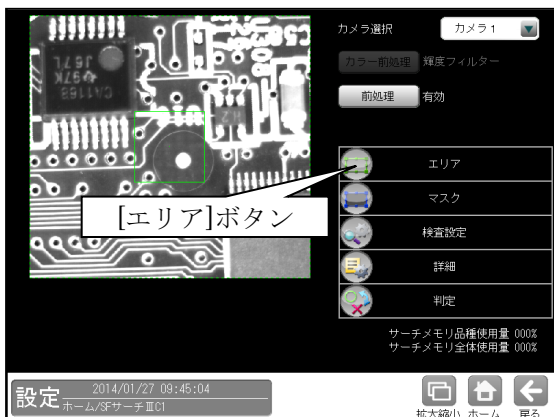 カメラ選択
カメラ1
カラー前処理
輝度フィルター
前処理
有効
エリア
[エリア]ボタン
マスク
検査設定
詳細
判定
サーチメモリ品種使用量 000%
サーチメモリ全体使用量 000%
設定
2014/01/27 09:45:04
ホーム/SFサーチⅢC1
拡大縮小
ホーム
戻る